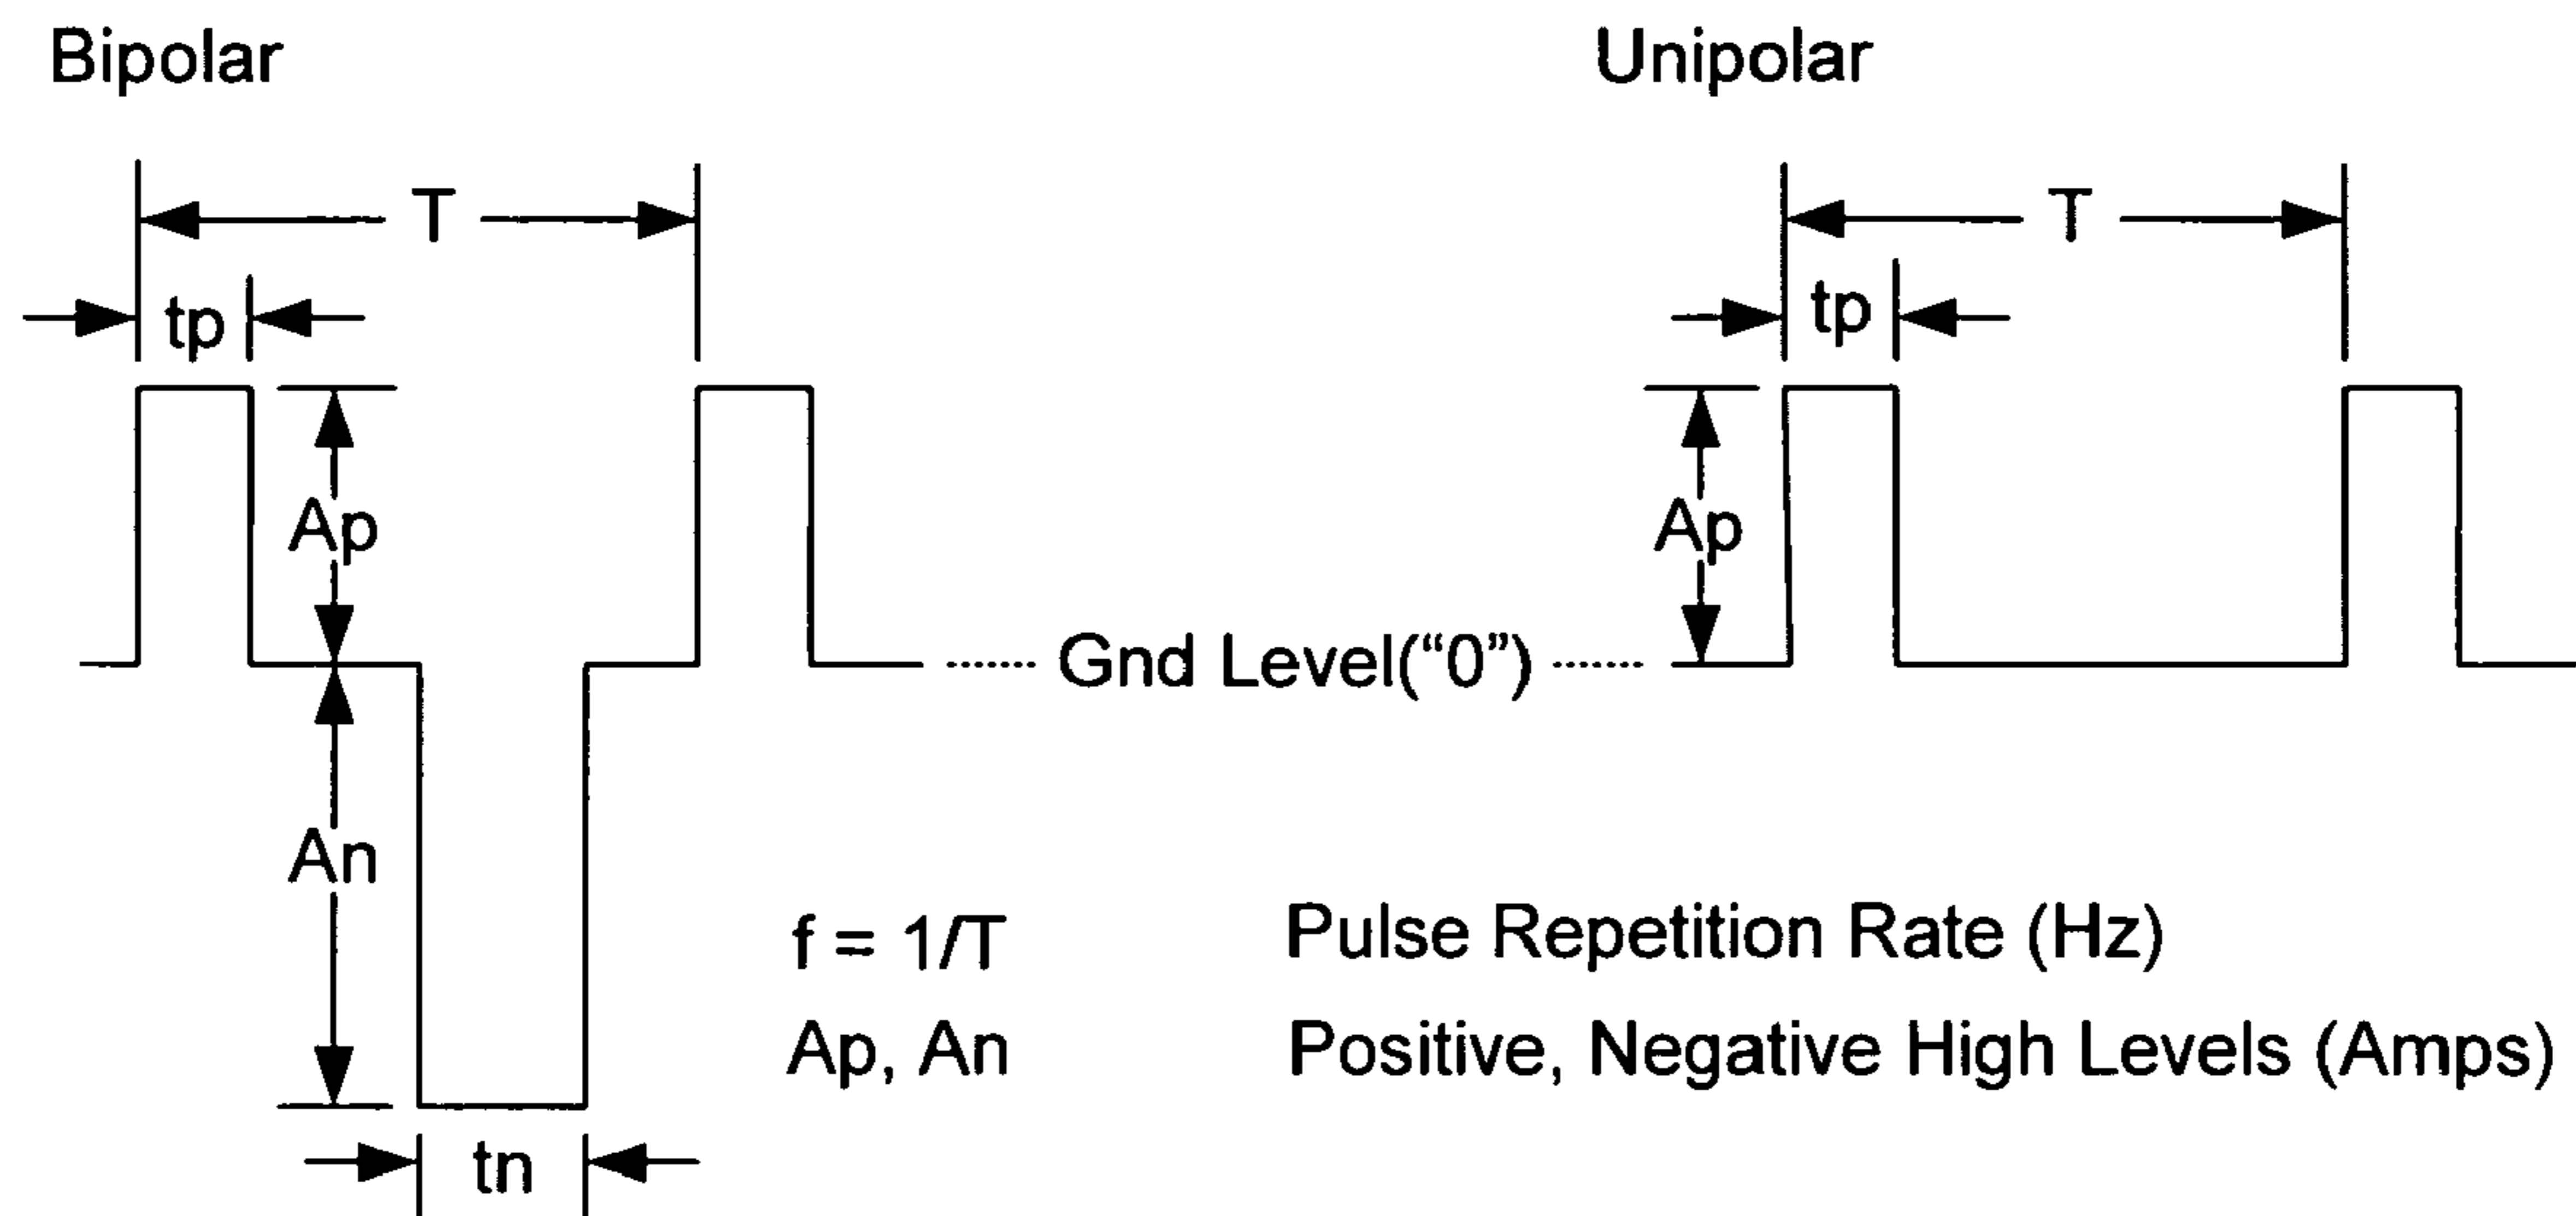 Bipolar
Unipolar
T
T
tp
tp
Ap
Ap
Gnd Level(“0”)
An
f = 1/T
Pulse Repetition Rate (Hz)
Ap, An
Positive, Negative High Levels (Amps)
tn